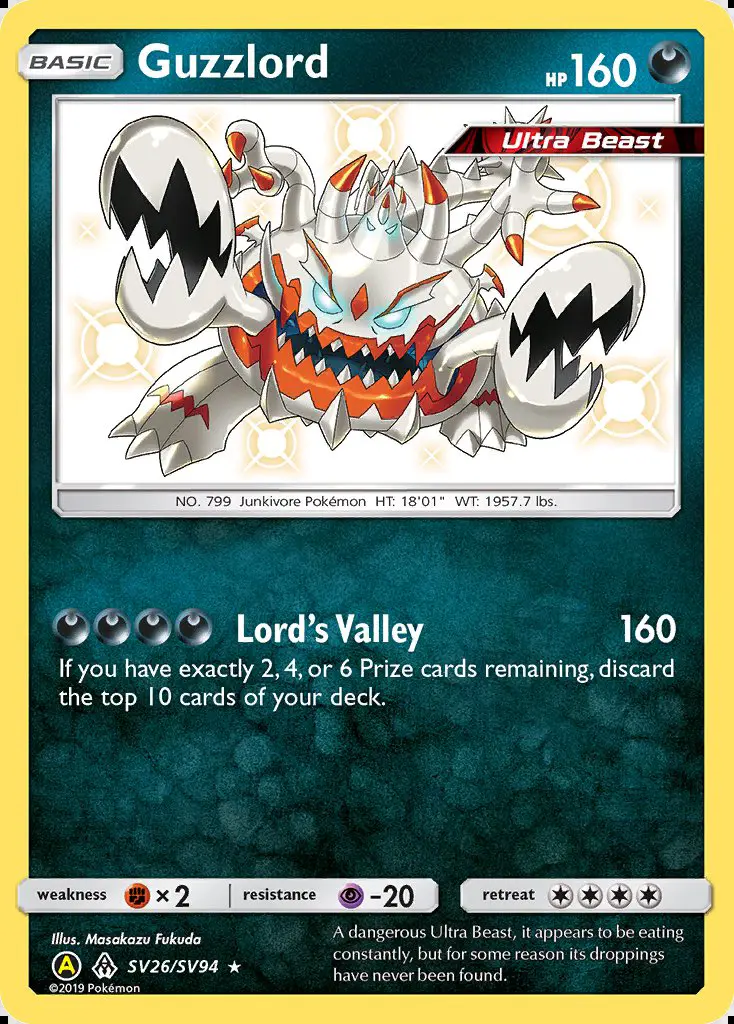 BASIC Guzzlord HP 160
Ultra Beast
NO. 799 Junkivore Pokémon HT: 18'01" WT: 1957.7 lbs.
Lord's Valley 160
If you have exactly 2, 4, or 6 Prize cards remaining, discard
the top 10 cards of your deck.
weakness ×2 resistance -20 retreat
Illus. Masakazu Fukuda
A SV26/SV94 ★
©2019 Pokémon
A dangerous Ultra Beast, it appears to be eating
constantly, but for some reason its droppings
have never been found.